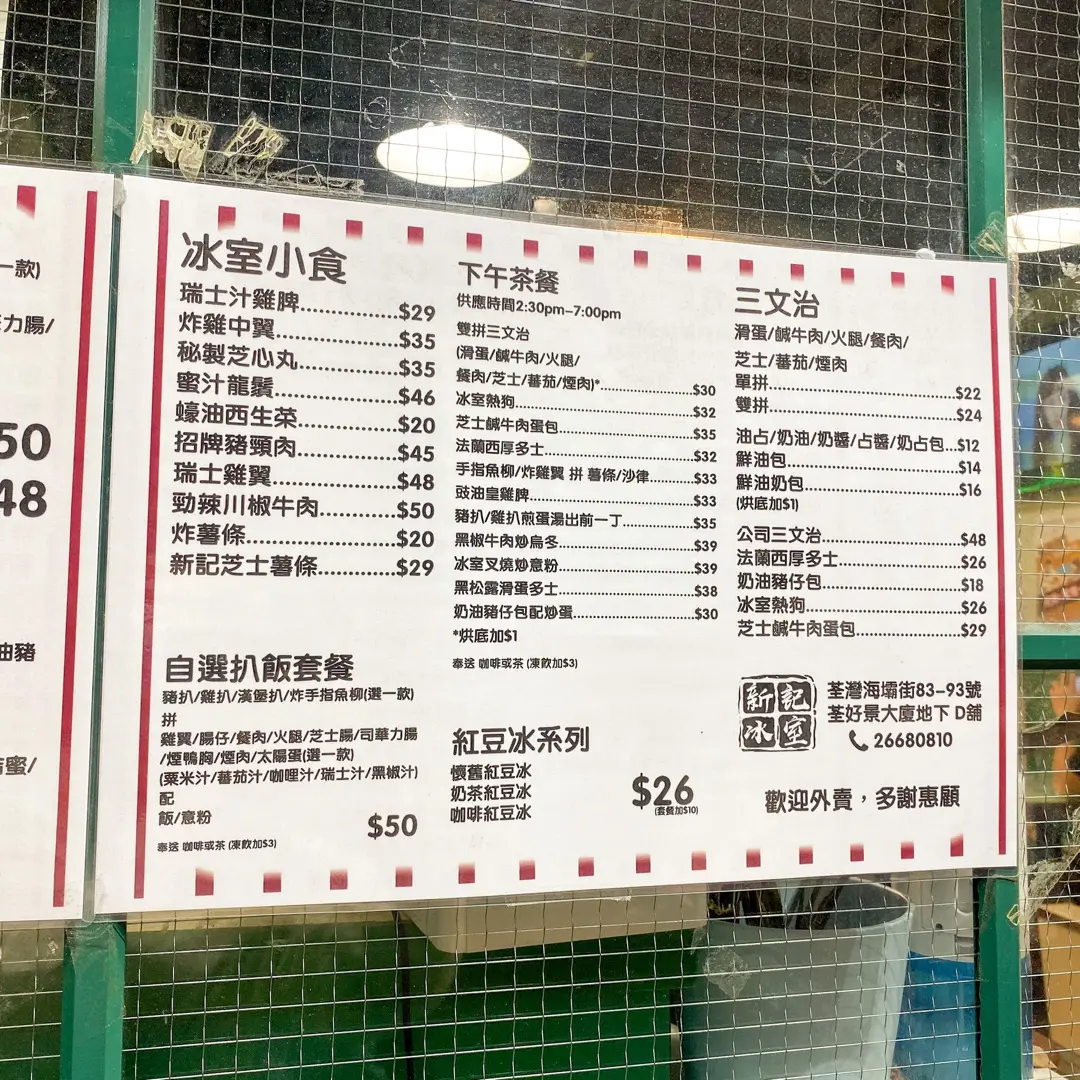 一款)
力腸/
50
48
油豬
蜜/
冰室小食
瑞士汁雞脾..............$29
炸雞中翼..................$35
秘製芝心丸..............$35
蜜汁龍鬚..................$46
蠔油西生菜..............$20
招牌豬頸肉..............$45
瑞士雞翼..................$48
勁辣川椒牛肉...........$50
炸薯條......................$20
新記芝士薯條...........$29
自選扒飯套餐
豬扒/雞扒/漢堡扒/炸手指魚柳(選一款)
拼
雞翼/腸仔/餐肉/火腿/芝士腸/司華力腸
/煙鴨胸/煙肉/太陽蛋(選一款)
(粟米汁/蕃茄汁/咖哩汁/瑞士汁/黑椒汁)
配
飯/意粉
$50
奉送 咖啡或茶 (凍飲加$3)
下午茶餐
供應時間2:30pm–7:00pm
雙拼三文治
(滑蛋/鹹牛肉/火腿/
餐肉/芝士/蕃茄/煙肉)*....................$30
冰室熱狗........................................$32
芝士鹹牛肉蛋包..............................$35
法蘭西厚多士.................................$32
手指魚柳/炸雞翼 拼 薯條/沙律.........$33
豉油皇雞脾....................................$33
豬扒/雞扒煎蛋湯出前一丁...............$35
黑椒牛肉炒烏冬..............................$39
冰室叉燒炒意粉..............................$39
黑松露滑蛋多士..............................$38
奶油豬仔包配炒蛋...........................$30
*烘底加$1
奉送 咖啡或茶 (凍飲加$3)
紅豆冰系列
懷舊紅豆冰
奶茶紅豆冰
咖啡紅豆冰
$26
(套餐加$10)
三文治
滑蛋/鹹牛肉/火腿/餐肉/
芝士/蕃茄/煙肉
單拼...........................................$22
雙拼...........................................$24
油占/奶油/奶醬/占醬/奶占包...$12
鮮油包.......................................$14
鮮油奶包....................................$16
(烘底加$1)
公司三文治................................$48
法蘭西厚多士.............................$26
奶油豬仔包................................$18
冰室熱狗....................................$26
芝士鹹牛肉蛋包..........................$29
新記
冰室
荃灣海壩街83–93號
荃好景大廈地下 D舖
26680810
歡迎外賣,多謝惠顧